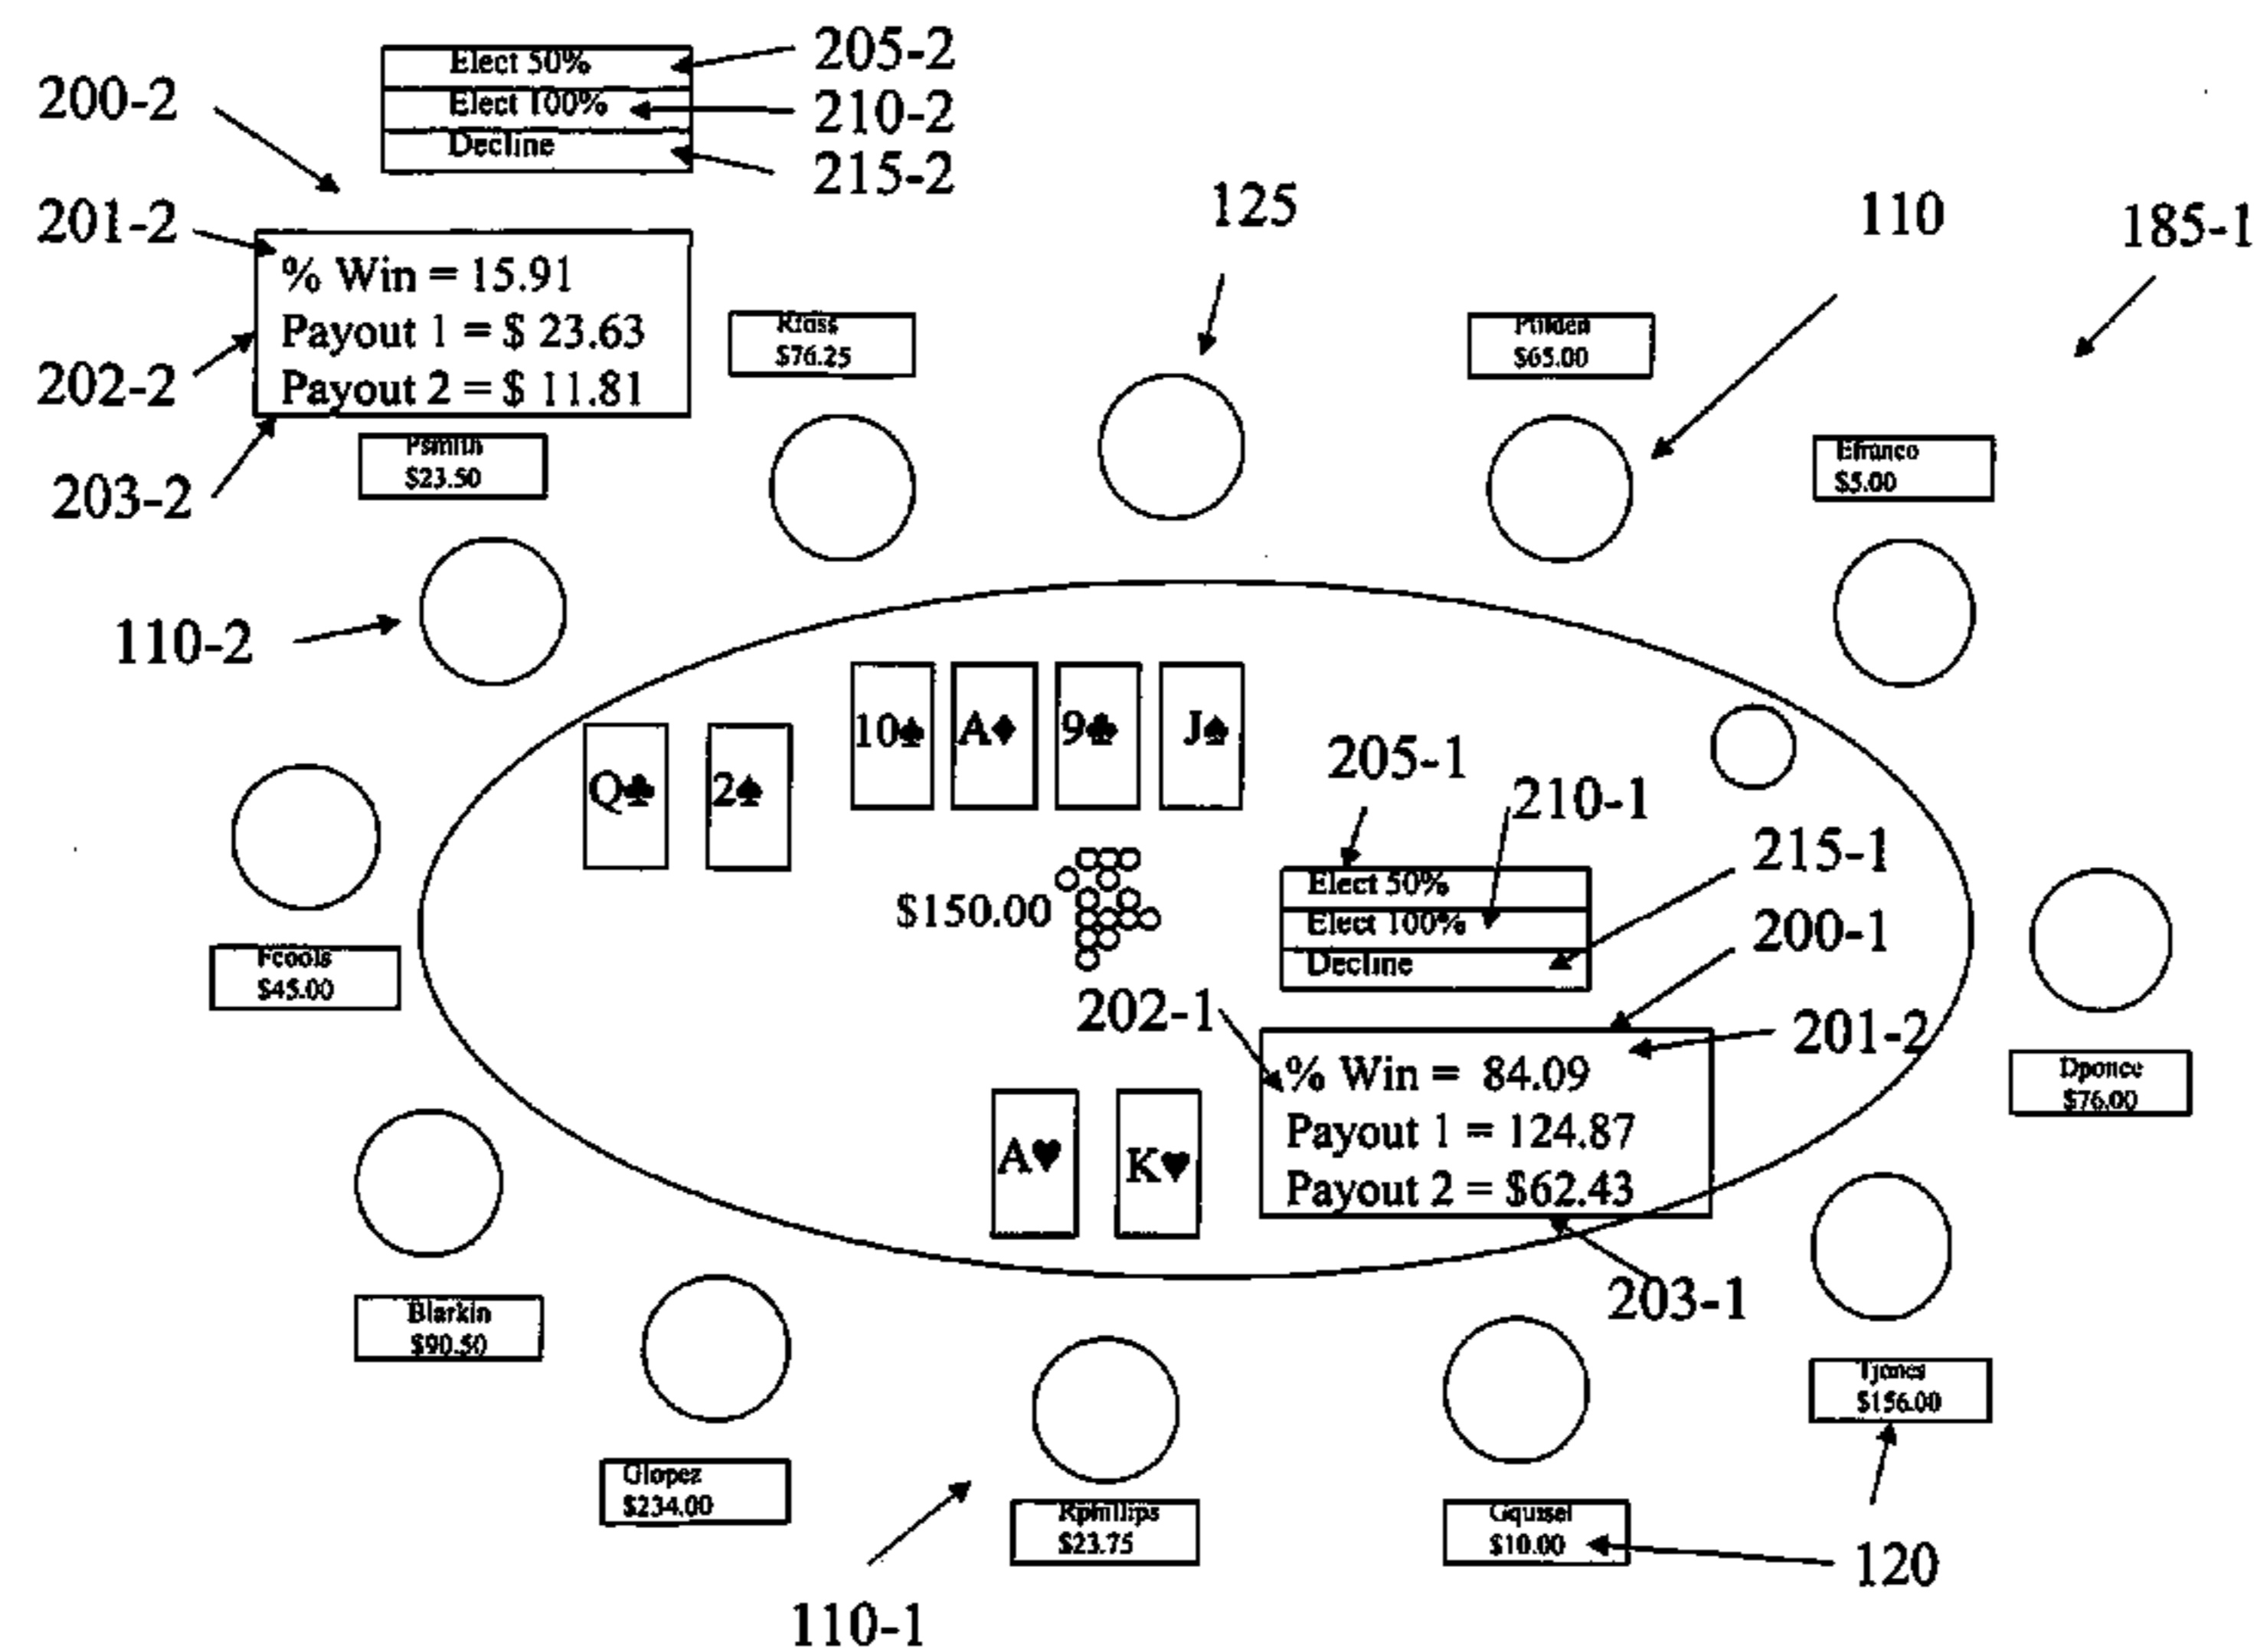 Elect 50%
205-2
200-2
Elect 100%
210-2
Decline
215-2
201-2
125
110
185-1
% Win = 15.91
Payout 1 = $ 23.63
202-2
Payout 2 = $ 11.81
Rfoss
$76.25
$65.00
Psmith
$23.50
203-2
Efranco
$5.00
110-2
10♠
A♦
9♣
J♠
Q♣
2♠
205-1
210-1
215-1
Elect 50%
$150.00
Elect 100%
200-1
Decline
Fcools
$45.00
202-1
201-2
% Win = 84.09
Payout 1 = 124.87
Payout 2 = $62.43
Dponce
$76.00
A♥
K♥
203-1
Blarkin
$90.50
Tjones
$156.00
Glopez
$234.00
Rphillips
$23.75
Gquisel
$10.00
120
110-1